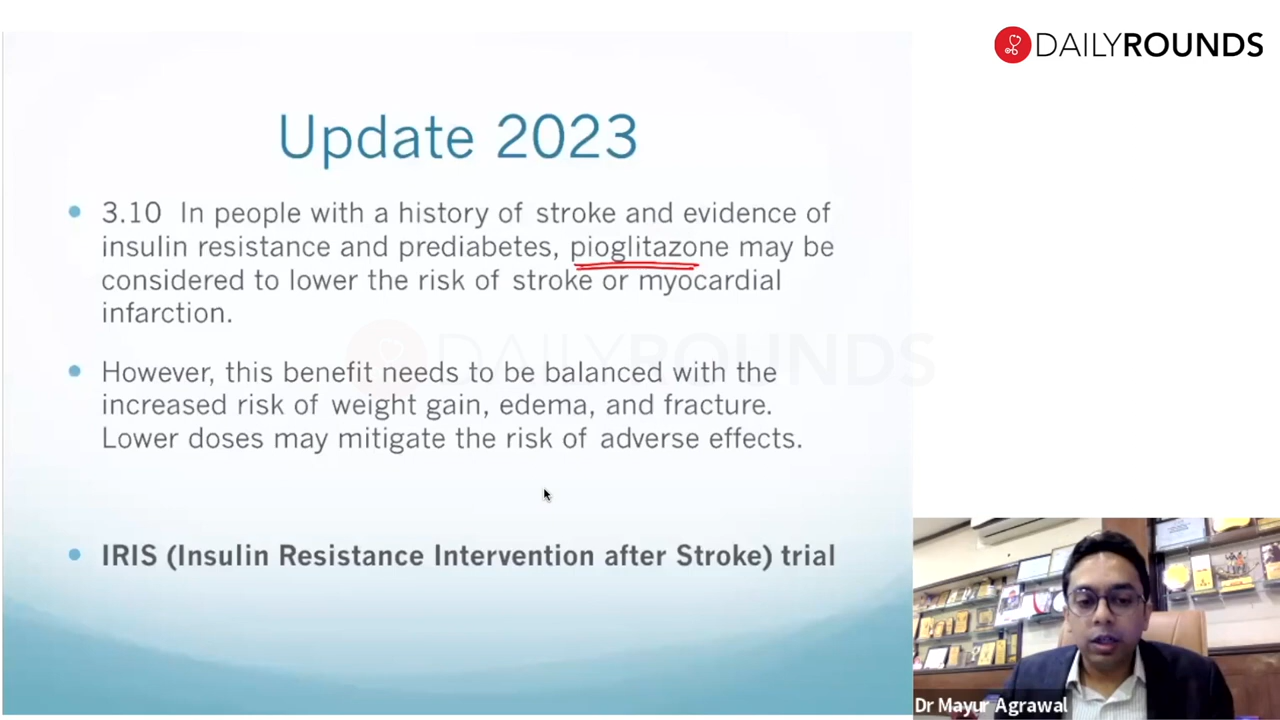 DAILYROUNDS
Update 2023
3.10 In people with a history of stroke and evidence of
insulin resistance and prediabetes, pioglitazone may be
considered to lower the risk of stroke or myocardial
infarction.
DAILYROUNDS
However, this benefit needs to be balanced with the
increased risk of weight gain, edema, and fracture.
Lower doses may mitigate the risk of adverse effects.
IRIS (Insulin Resistance Intervention after Stroke) trial
Dr Mayur Agrawal